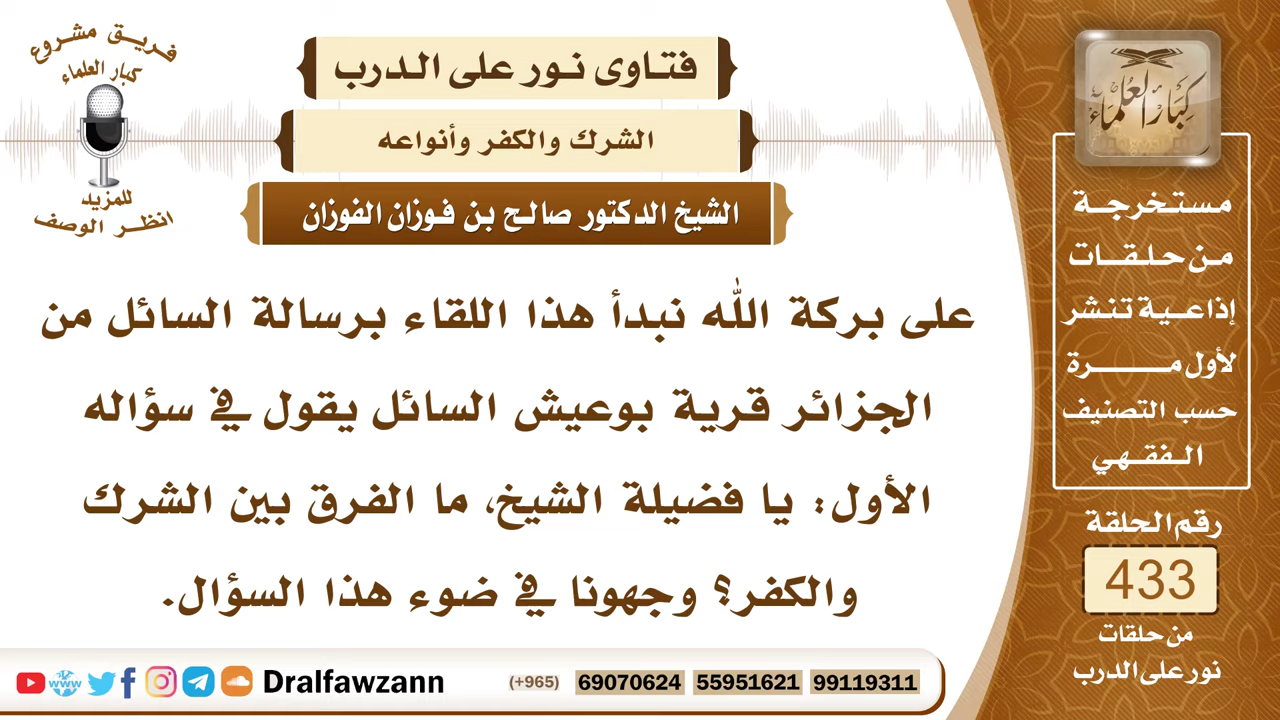 فريق مشروع
كبار العلماء
للمزيد
انظر الوصف
فتاوى نور على الدرب
الشرك والكفر وأنواعه
الشيخ الدكتور صالح بن فوزان الفوزان
على بركة الله نبدأ هذا اللقاء برسالة السائل من
الجزائر قرية بوعيش السائل يقول في سؤاله
الأول: يا فضيلة الشيخ، ما الفرق بين الشرك
والكفر؟ وجهونا في ضوء هذا السؤال.
كبار العلماء
مستخرجة
من حلقات
إذاعية تنشر
لأول مرة
حسب التصنيف
الفقهي
رقم الحلقة
433
من حلقات
نور على الدرب
www Dralfawzann (+965) 69070624 55951621 99119311